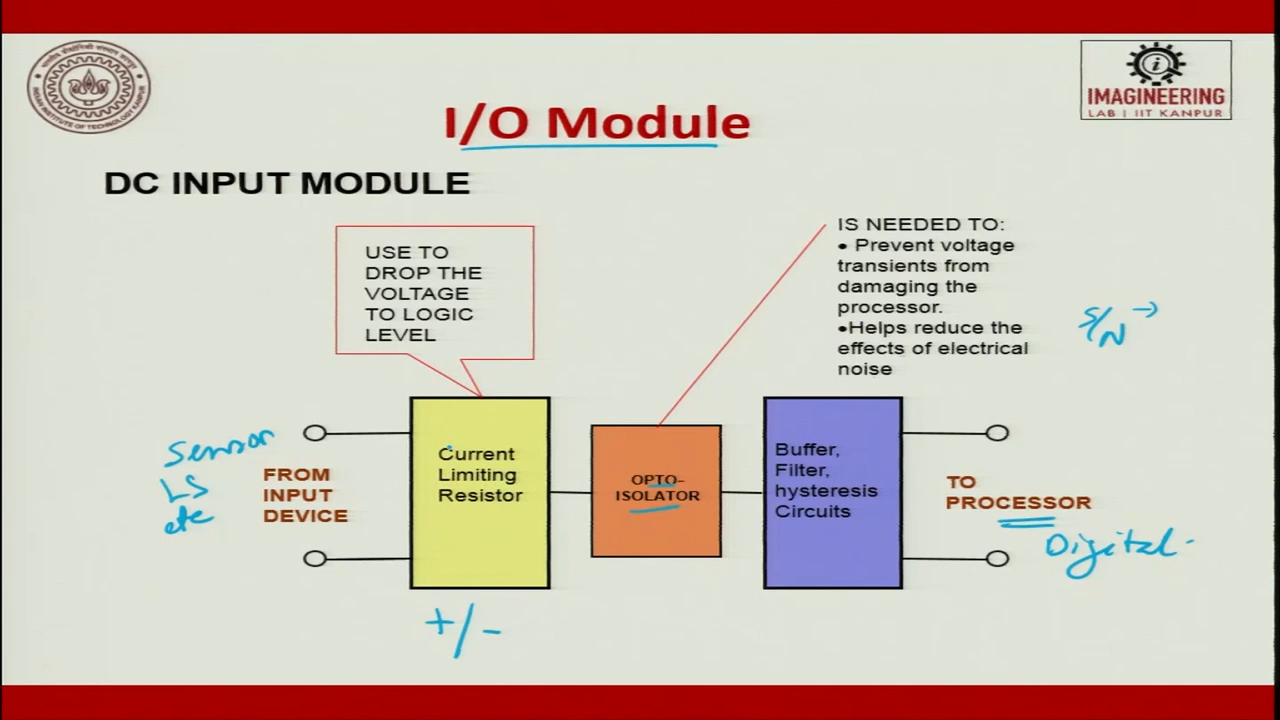 IMAGINEERING
LAB | IIT KANPUR
I/O Module
DC INPUT MODULE
USE TO
DROP THE
VOLTAGE
TO LOGIC
LEVEL
IS NEEDED TO:
• Prevent voltage
transients from
damaging the
processor.
•Helps reduce the
effects of electrical
noise
S/N →
Sensor
LS
etc
FROM
INPUT
DEVICE
Current
Limiting
Resistor
+/-
OPTO-
ISOLATOR
Buffer,
Filter,
hysteresis
Circuits
TO
PROCESSOR
Digital